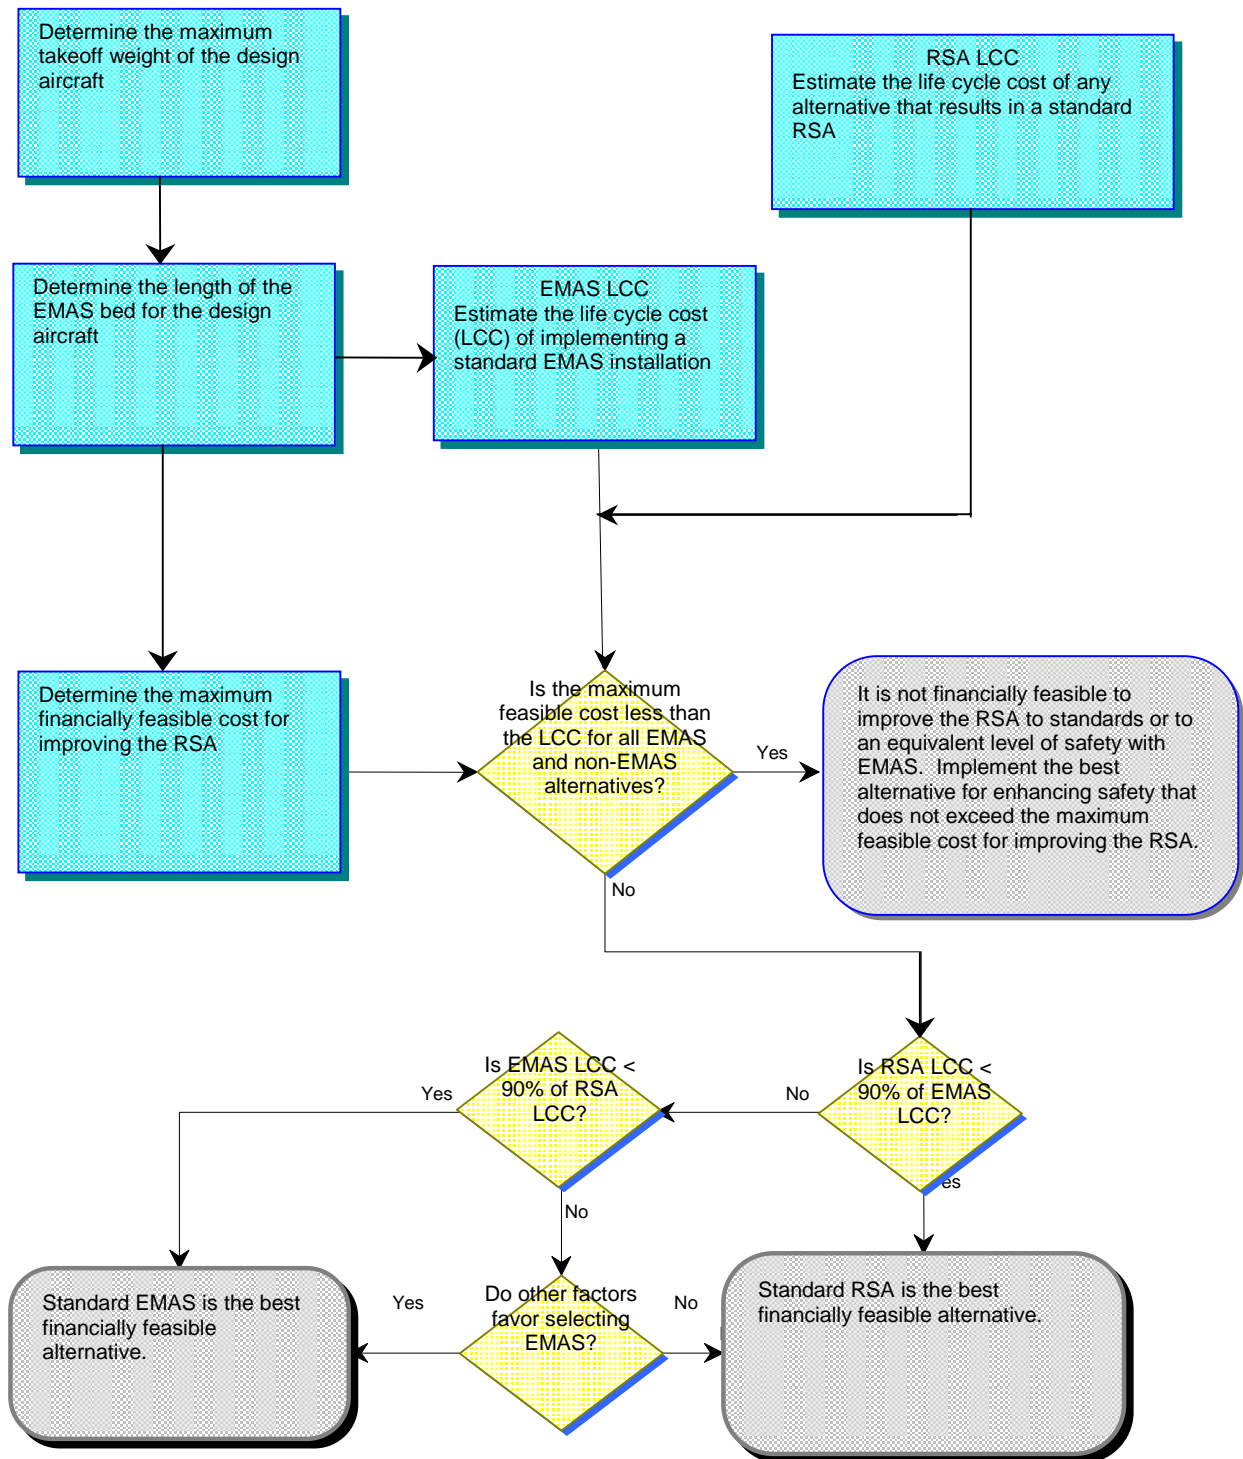 Determine the maximum
takeoff weight of the design
aircraft
RSA LCC
Estimate the life cycle cost of any
alternative that results in a standard
RSA
Determine the length of the
EMAS bed for the design
aircraft
EMAS LCC
Estimate the life cycle cost
(LCC) of implementing a
standard EMAS installation
Determine the maximum
financially feasible cost for
improving the RSA
Is the maximum
feasible cost less than
the LCC for all EMAS
and non-EMAS
alternatives?
Yes
It is not financially feasible to
improve the RSA to standards or to
an equivalent level of safety with
EMAS.  Implement the best
alternative for enhancing safety that
does not exceed the maximum
feasible cost for improving the RSA.
No
Is RSA LCC <
90% of EMAS
LCC?
No
es
Is EMAS LCC <
90% of RSA
LCC?
Yes
No
Do other factors
favor selecting
EMAS?
Yes
No
Standard EMAS is the best
financially feasible
alternative.
Standard RSA is the best
financially feasible alternative.